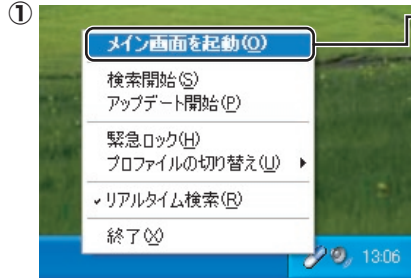 ①
メイン画面を起動(O)
検索開始(S)
アップデート開始(P)
緊急ロック(H)
プロファイルの切り替え(U)
リアルタイム検索(R)
終了(X)
13:06